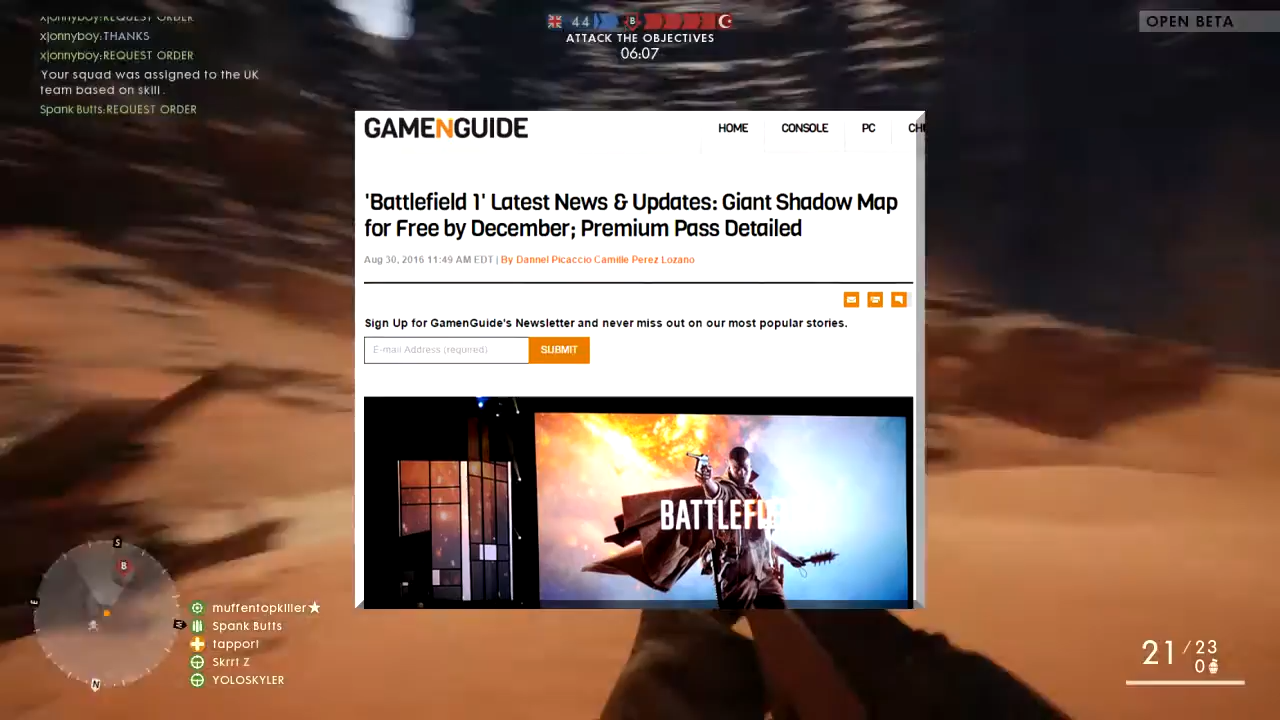 xjonnyboy:REQUEST ORDER
xjonnyboy:THANKS
xjonnyboy:REQUEST ORDER
Your squad was assigned to the UK
team based on skill.
Spank Butts:REQUEST ORDER
44 B
ATTACK THE OBJECTIVES
06:07
OPEN BETA
GAMENGUIDE
HOME CONSOLE PC
'Battlefield 1' Latest News & Updates: Giant Shadow Map
for Free by December; Premium Pass Detailed
Aug 30, 2016 11:49 AM EDT | By Dannel Picaccio Camille Perez Lozano
Sign Up for GamenGuide's Newsletter and never miss out on our most popular stories.
E-mail Address (required) SUBMIT
BATTLEF
S
B
E
W
N
muffentopkiller
Spank Butts
tapport
Skrrt Z
YOLOSKYLER
21 / 23
0